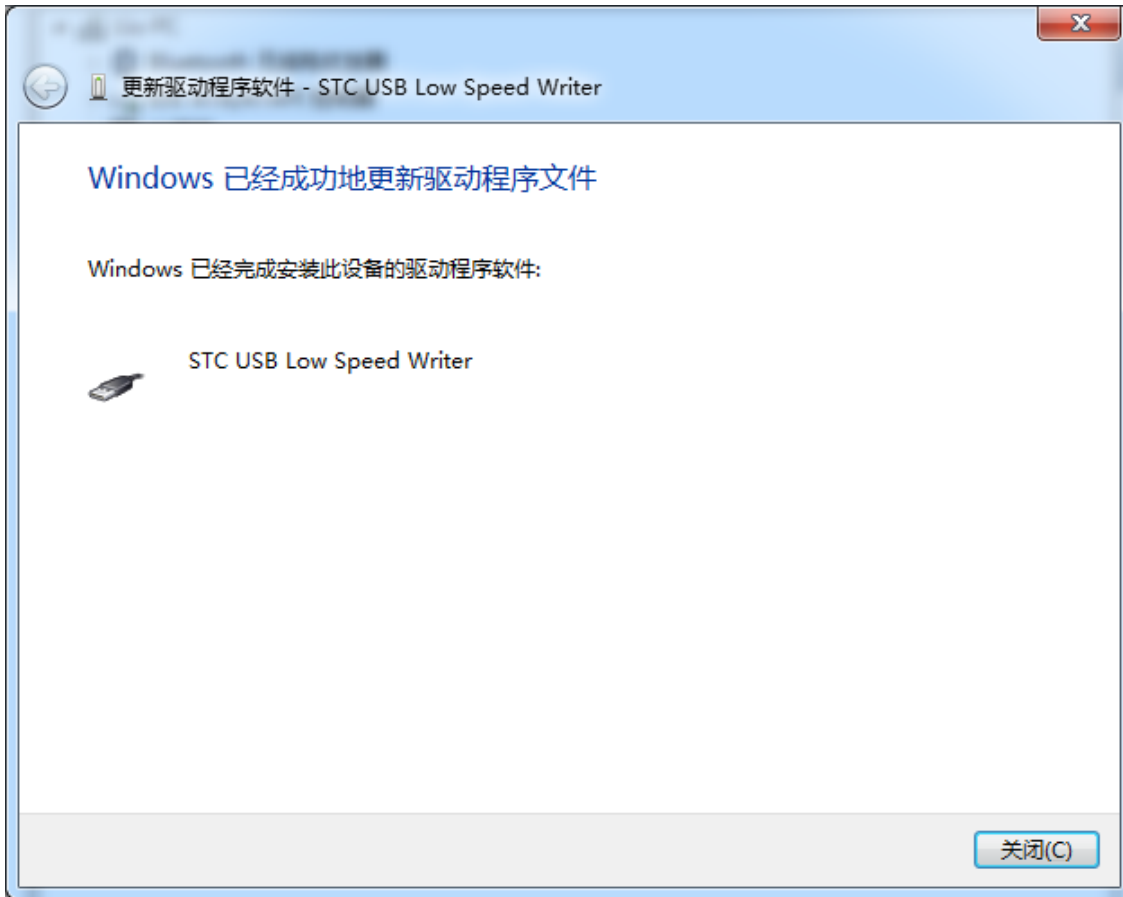 更新驱动程序软件 - STC USB Low Speed Writer
Windows 已经成功地更新驱动程序文件
Windows 已经完成安装此设备的驱动程序软件:
STC USB Low Speed Writer
关闭(C)